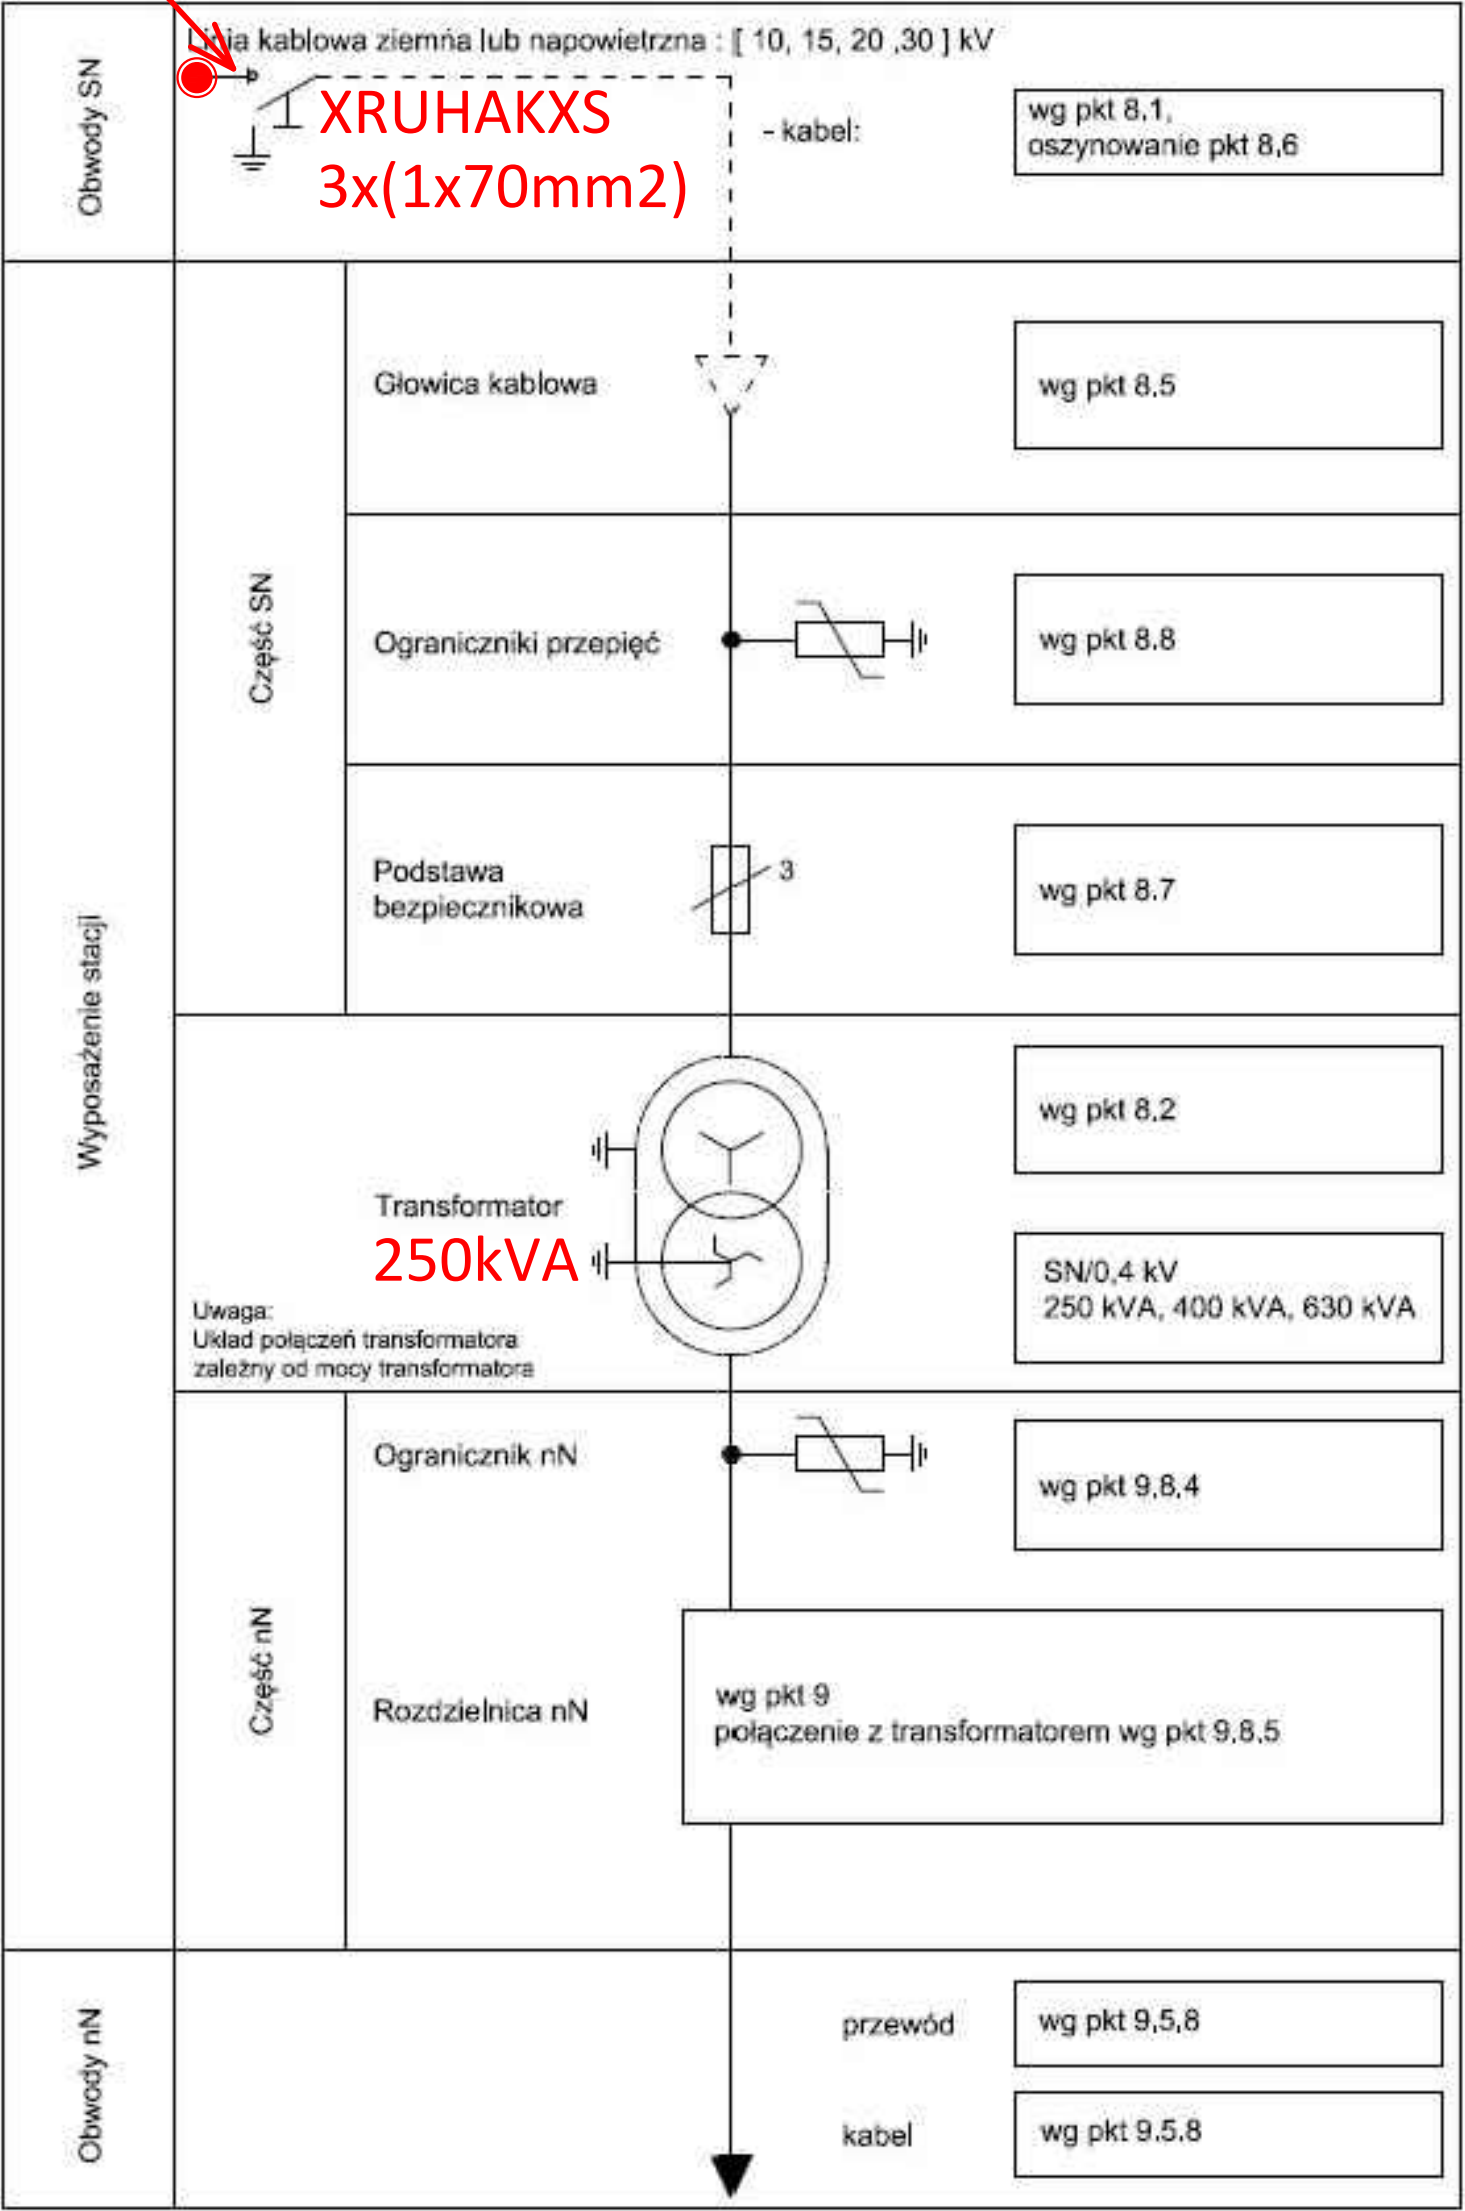 Obwody SN
Linia kablowa ziemna lub napowietrzna : [ 10, 15, 20 ,30 ] kV
XRUHAKXS
3x(1x70mm2)
- kabel:
wg pkt 8.1,
oszynowanie pkt 8,6
Wyposażenie stacji
Część SN
Głowica kablowa
wg pkt 8.5
Ograniczniki przepięć
wg pkt 8.8
Podstawa
bezpiecznikowa
3
wg pkt 8.7
Transformator
250kVA
wg pkt 8.2
SN/0,4 kV
250 kVA, 400 kVA, 630 kVA
Uwaga:
Układ połączeń transformatora
zależny od mocy transformatora
Część nN
Ogranicznik nN
wg pkt 9,8,4
Rozdzielnica nN
wg pkt 9
połączenie z transformatorem wg pkt 9,8,5
Obwody nN
przewód
wg pkt 9,5,8
kabel
wg pkt 9.5.8